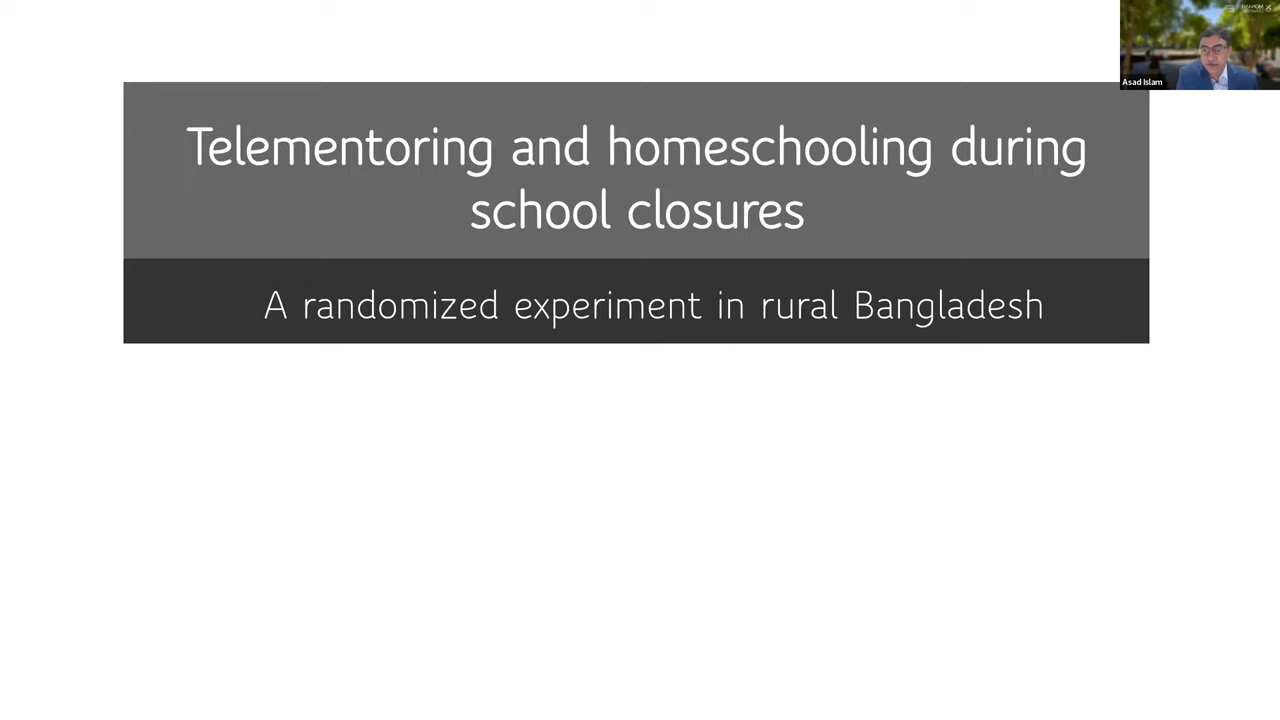 Telementoring and homeschooling during
school closures
A randomized experiment in rural Bangladesh
Asad Islam